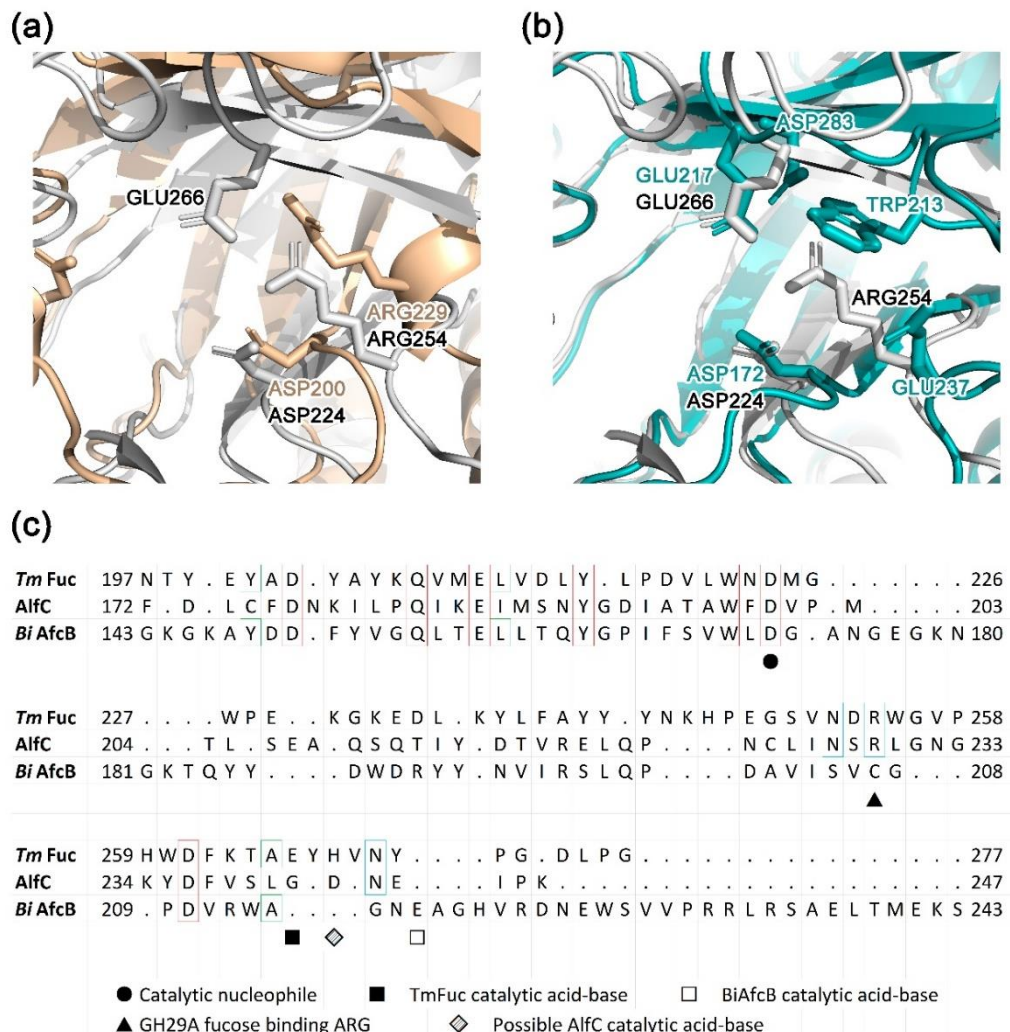 (a)
(b)
GLU266
ARG229
ARG254
ASP200
ASP224
ASP283
GLU217
GLU266
TRP213
ARG254
ASP172
ASP224
GLU237
(c)
Tm Fuc 197 N T Y . E Y A D . Y A Y K Q V M E L V D L Y . L P D V L W N D M G . . . . . . . 226
AlfC 172 F . D . L C F D N K I L P Q I K E I M S N Y G D I A T A W F D V P . M . . . . . 203
Bi AfcB 143 G K G K A Y D D . F Y V G Q L T E L L T Q Y G P I F S V W L D G . A N G E G K N 180
Tm Fuc 227 . . . . W P E . . K G K E D L . K Y L F A Y Y . Y N K H P E G S V N D R W G V P 258
AlfC 204 . . . T L . S E A . Q S Q T I Y . D T V R E L Q P . . . . N C L I N S R L G N G 233
Bi AfcB 181 G K T Q Y Y . . . . D W D R Y Y . N V I R S L Q P . . . . D A V I S V C G . . . 208
Tm Fuc 259 H W D F K T A E Y H V N Y . . . . P G . D L P G . . . . . . . . . . . . . . . . 277
AlfC 234 K Y D F V S L G . D . N E . . . . I P K . . . . . . . . . . . . . . . . . . . . 247
Bi AfcB 209 . P D V R W A . . . . G N E A G H V R D N E W S V V P R R L R S A E L T M E K S 243
Catalytic nucleophile TmFuc catalytic acid-base BiAfcB catalytic acid-base
GH29A fucose binding ARG Possible AlfC catalytic acid-base